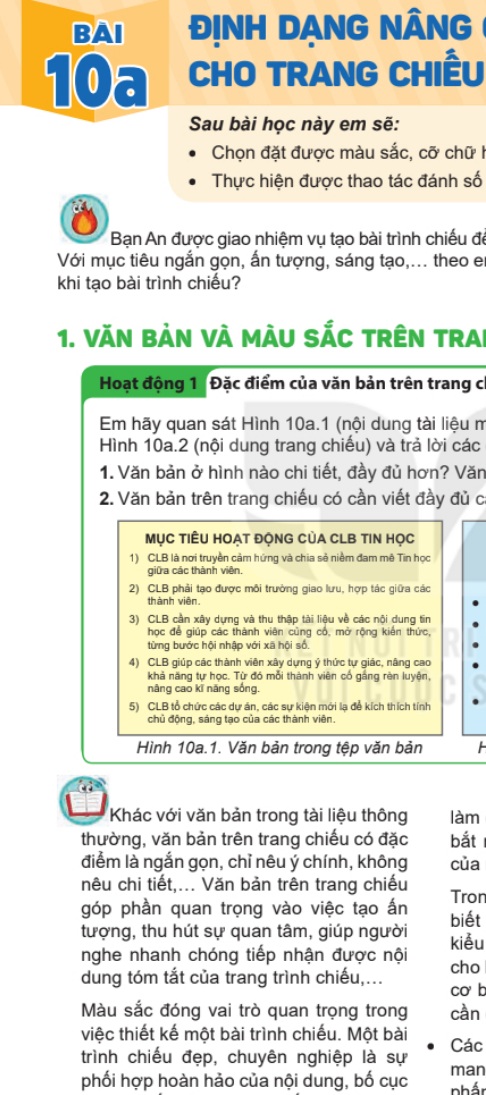 BÀI
10a
ĐỊNH DẠNG NÂNG
CHO TRANG CHIẾU
Sau bài học này em sẽ:
• Chọn đặt được màu sắc, cỡ chữ
• Thực hiện được thao tác đánh số
Bạn An được giao nhiệm vụ tạo bài trình chiếu để
Với mục tiêu ngắn gọn, ấn tượng, sáng tạo,... theo
khi tạo bài trình chiếu?
1. VĂN BẢN VÀ MÀU SẮC TRÊN
Hoạt động 1 Đặc điểm của văn bản trên trang
Em hãy quan sát Hình 10a.1 (nội dung tài liệu
Hình 10a.2 (nội dung trang chiếu) và trả lời các
1. Văn bản ở hình nào chi tiết, đầy đủ hơn? Văn
2. Văn bản trên trang chiếu có cần viết đầy đủ
MỤC TIÊU HOẠT ĐỘNG CỦA CLB TIN HỌC
1) CLB là nơi truyền cảm hứng và chia sẻ niềm đam mê Tin học
giữa các thành viên.
2) CLB phải tạo được môi trường giao lưu, hợp tác giữa các
thành viên.
3) CLB cần xây dựng và thu thập tài liệu về các nội dung tin
học để giúp các thành viên củng cố, mở rộng kiến thức,
từng bước hội nhập với xã hội số.
4) CLB giúp các thành viên xây dựng ý thức tự giác, nâng cao
khả năng tự học. Từ đó mỗi thành viên cố gắng rèn luyện,
nâng cao kĩ năng sống.
5) CLB tổ chức các dự án, các sự kiện mới lạ để kích thích tính
chủ động, sáng tạo của các thành viên.
Hình 10a.1. Văn bản trong tệp văn bản
Khác với văn bản trong tài liệu thông
thường, văn bản trên trang chiếu có đặc
điểm là ngắn gọn, chỉ nêu ý chính, không
nêu chi tiết,... Văn bản trên trang chiếu
góp phần quan trọng vào việc tạo ấn
tượng, thu hút sự quan tâm, giúp người
nghe nhanh chóng tiếp nhận được nội
dung tóm tắt của trang trình chiếu,...
Màu sắc đóng vai trò quan trọng trong
việc thiết kế một bài trình chiếu. Một bài
trình chiếu đẹp, chuyên nghiệp là sự
phối hợp hoàn hảo của nội dung, bố cục
làm
bắt
của
Tron
biết
kiểu
cho
cơ b
cần
• Các
man